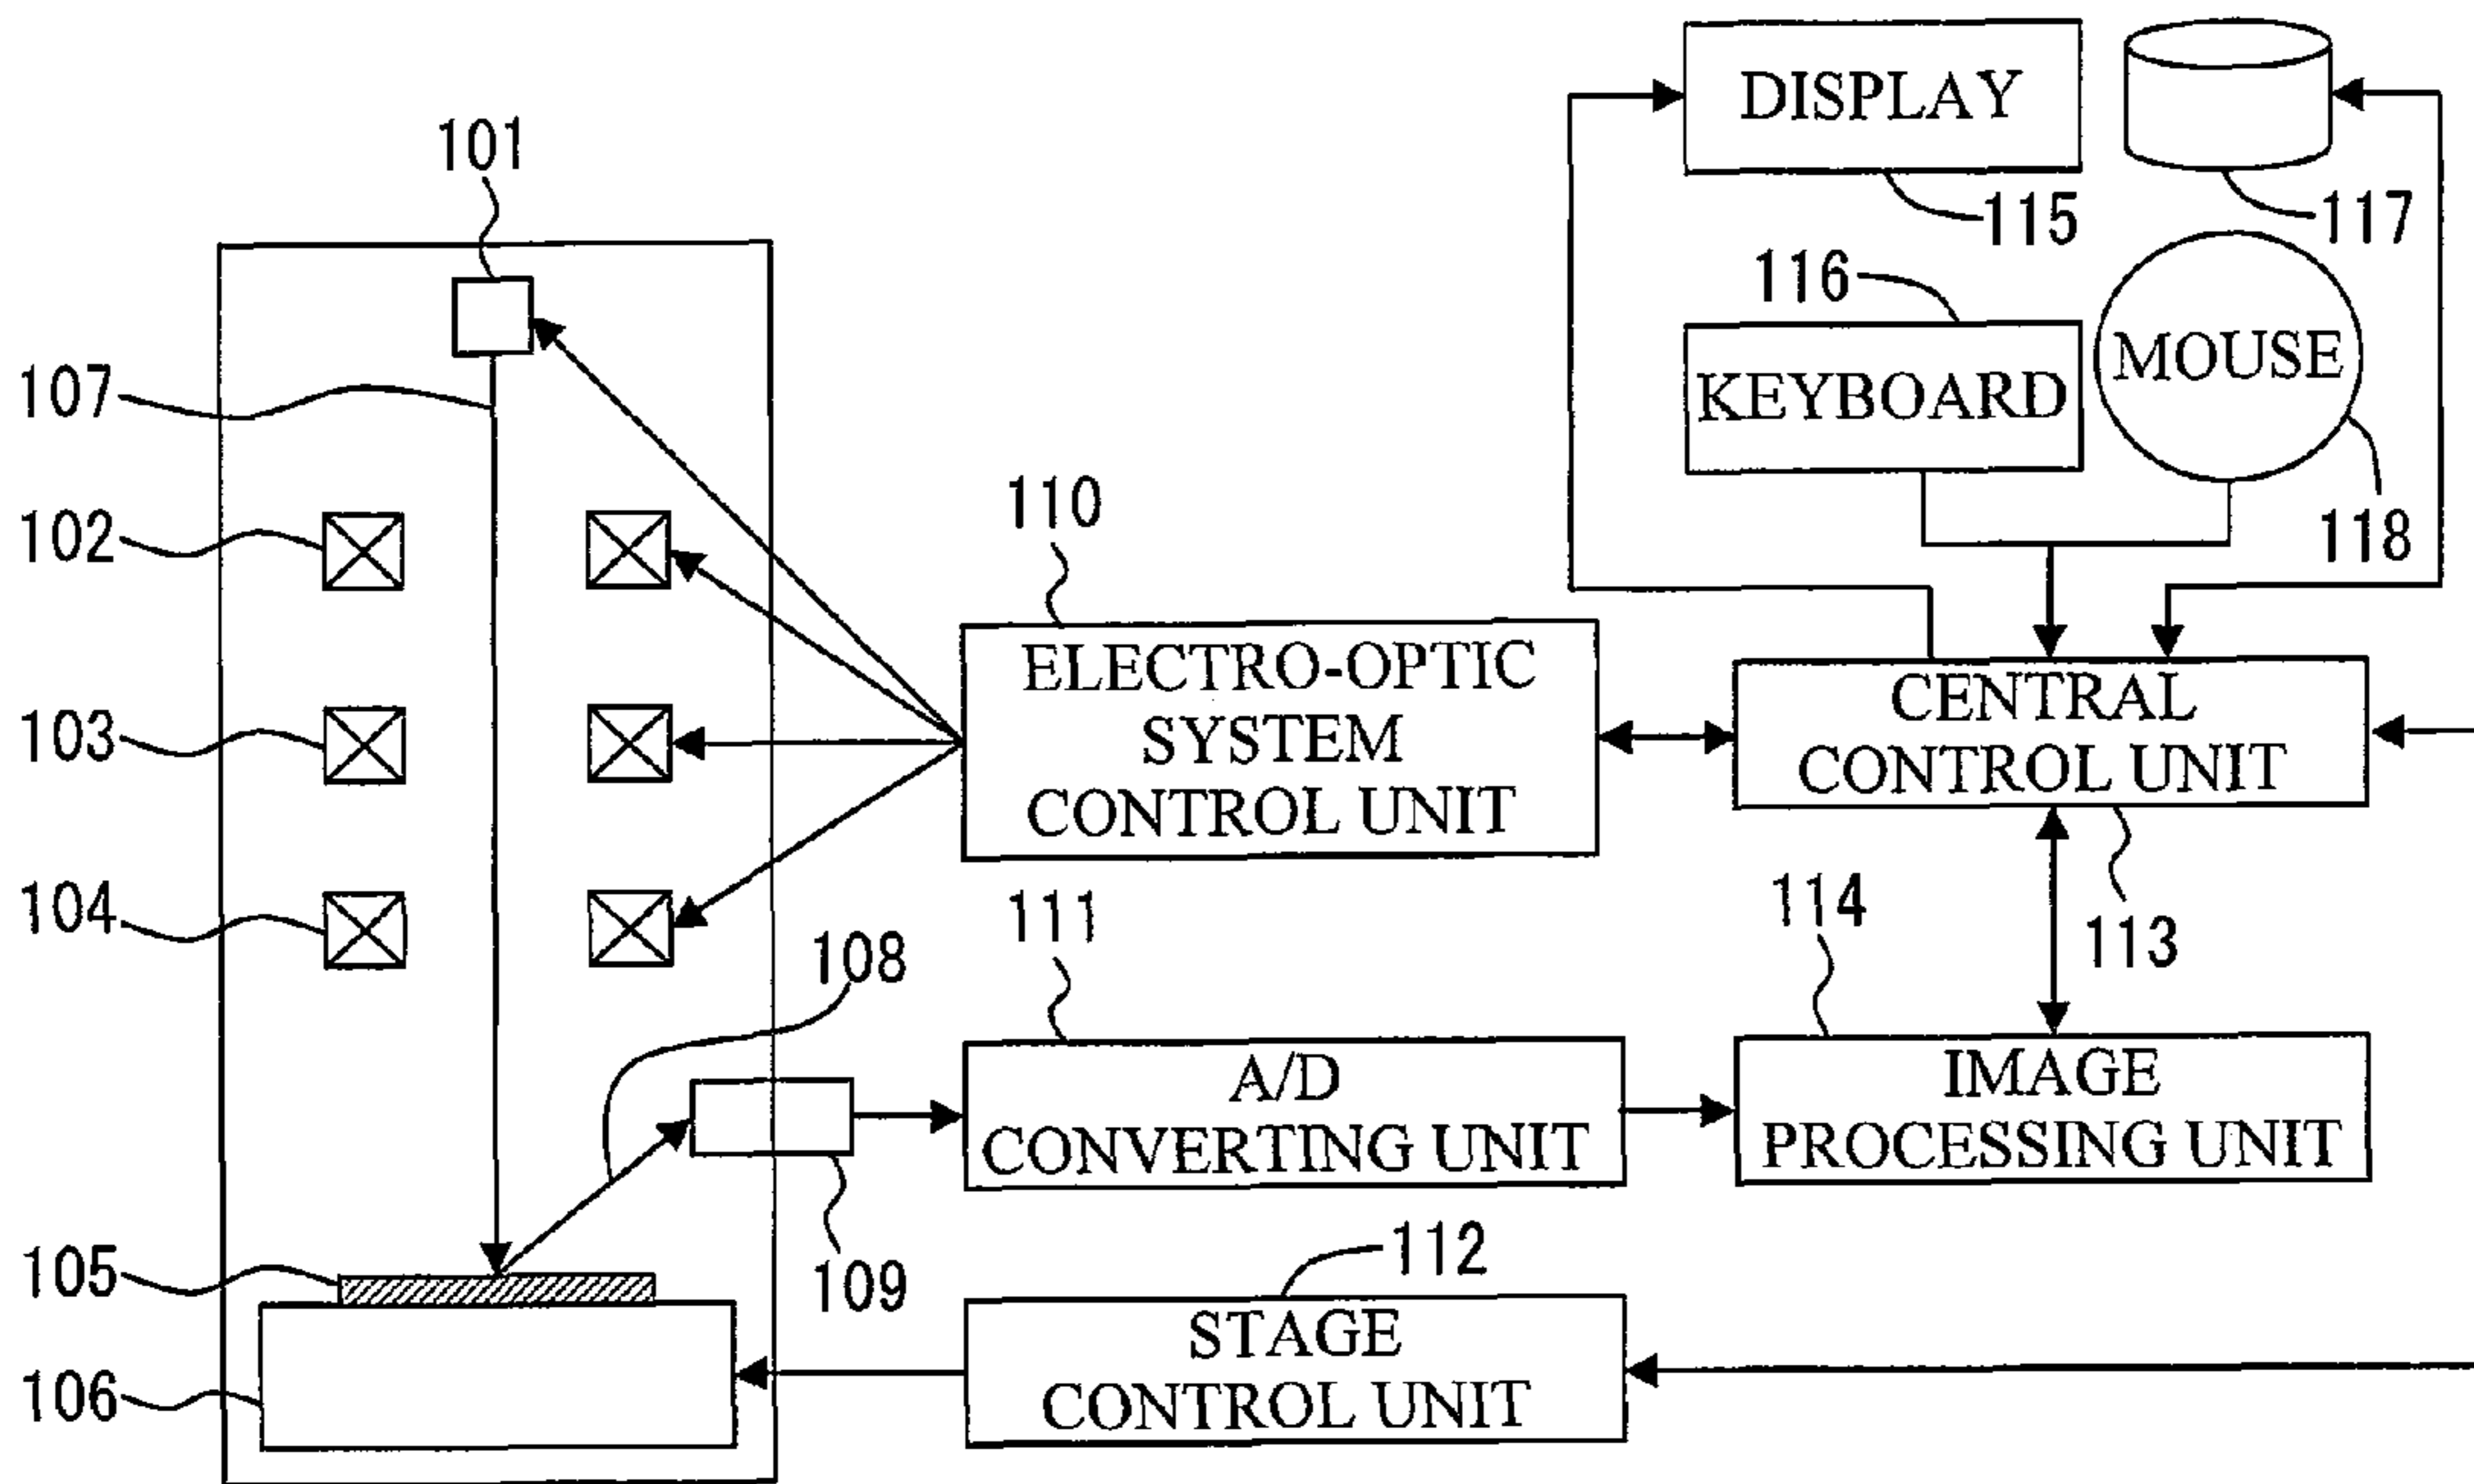 DISPLAY
101
115
117
116
MOUSE
107
KEYBOARD
110
102
118
ELECTRO-OPTIC
SYSTEM
CONTROL UNIT
CENTRAL
CONTROL UNIT
103
104
108
111
114
113
A/D
CONVERTING UNIT
IMAGE
PROCESSING UNIT
105
109
112
STAGE
CONTROL UNIT
106